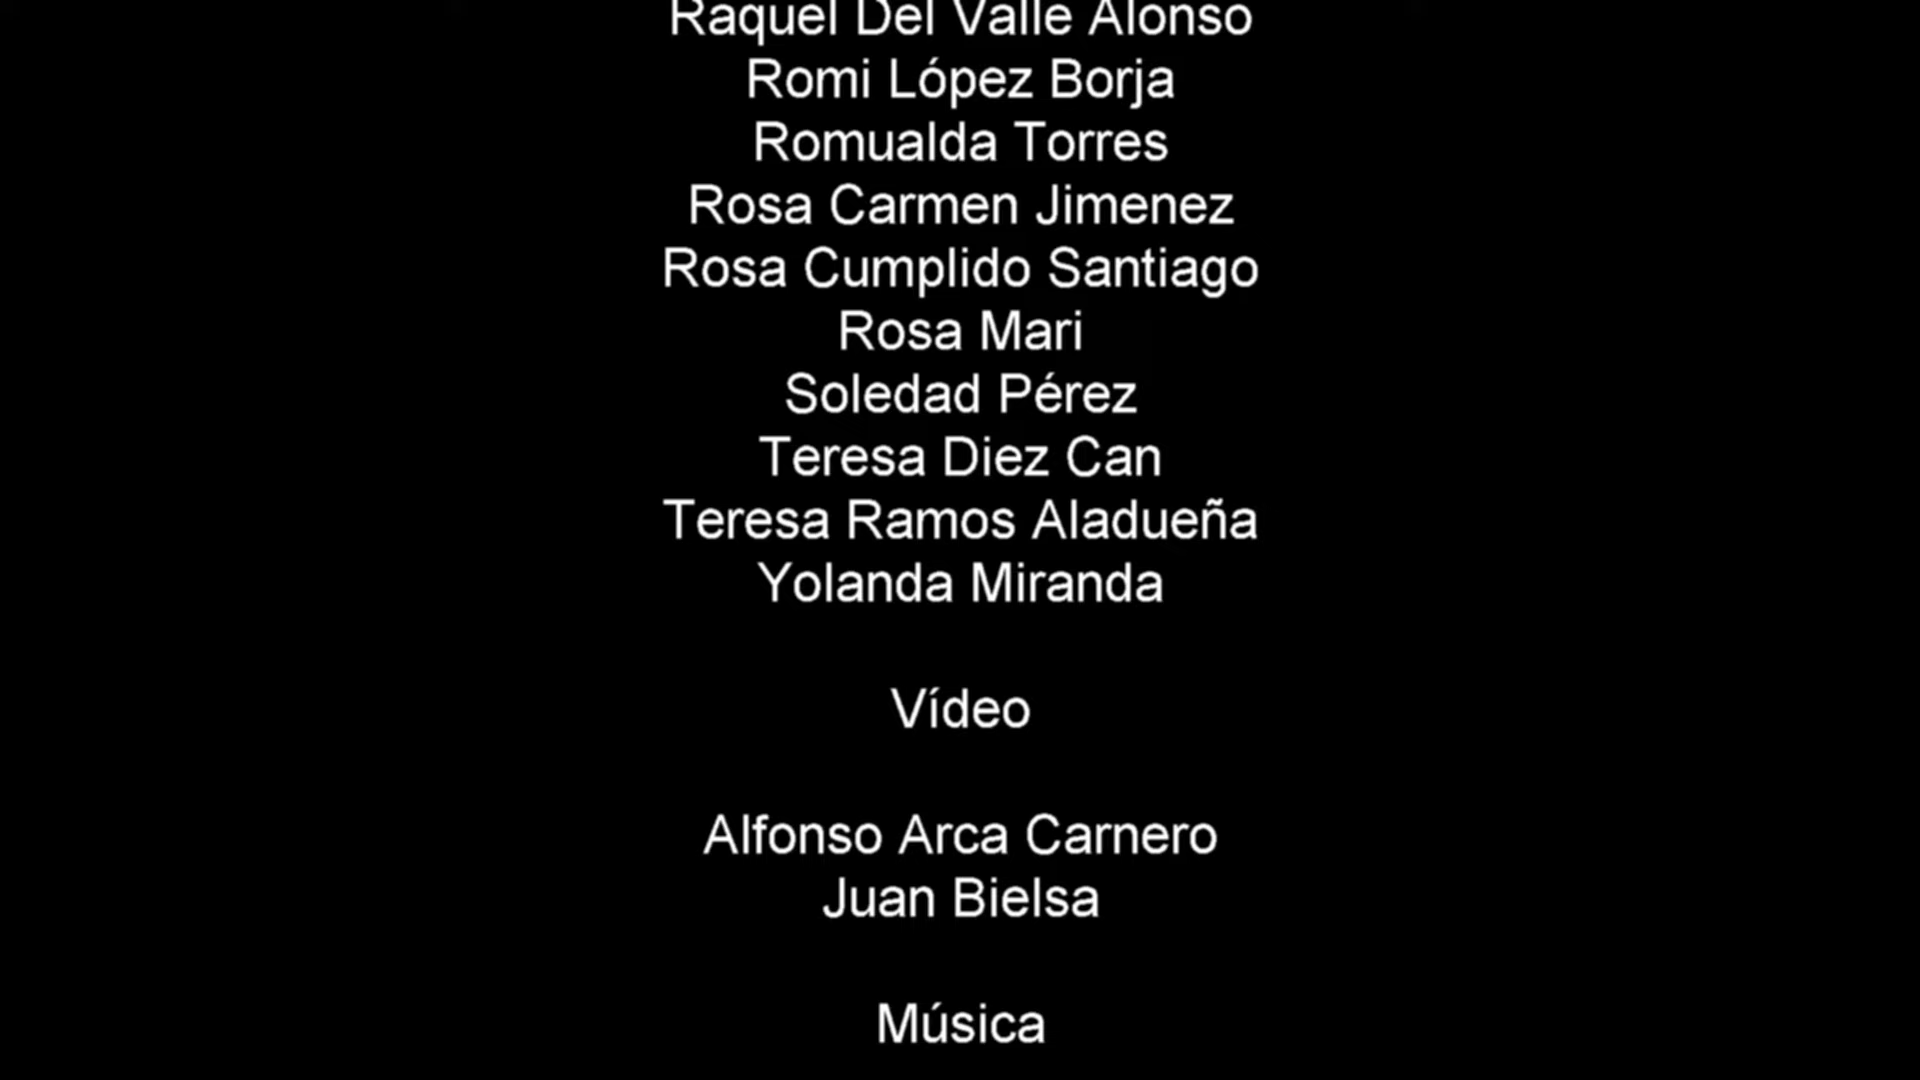 Raquel Del Valle Alonso
Romi López Borja
Romualda Torres
Rosa Carmen Jimenez
Rosa Cumplido Santiago
Rosa Mari
Soledad Pérez
Teresa Diez Can
Teresa Ramos Aladueña
Yolanda Miranda
Vídeo
Alfonso Arca Carnero
Juan Bielsa
Música